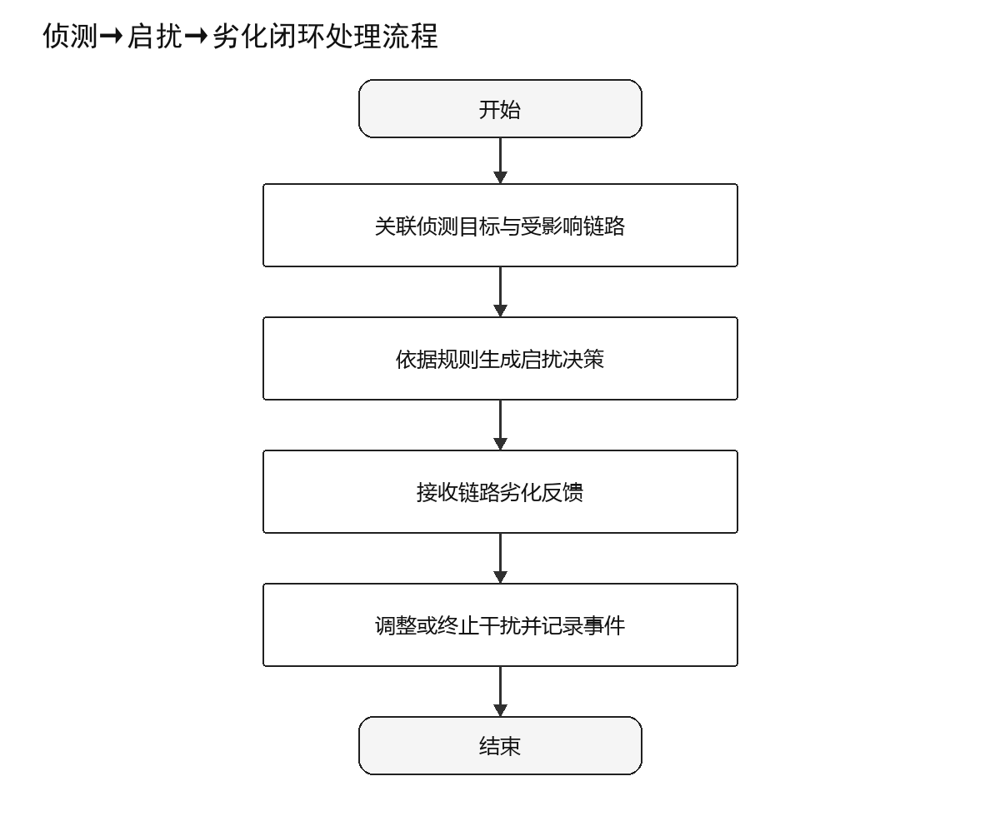 侦测→启扰→劣化闭环处理流程
开始
关联侦测目标与受影响链路
依据规则生成启扰决策
接收链路劣化反馈
调整或终止干扰并记录事件
结束